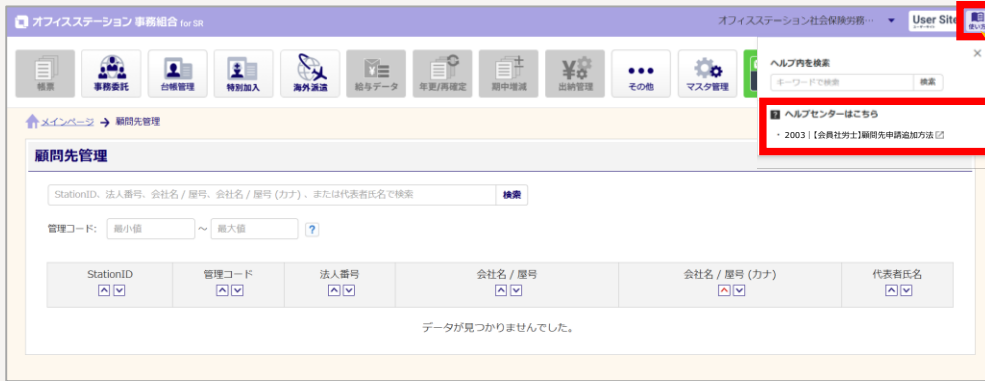 オフィスステーション 事務組合 for SR
オフィスステーション社会保険労務… ▼
User Site
使い方
帳票
事務委託
台帳管理
特別加入
海外派遣
給与データ
年更/再確定
期中増減
出納管理
その他
マスタ管理
×
ヘルプ内を検索
キーワードで検索
検索
? ヘルプセンターはこちら
・ 2003 | 【会員社労士】顧問先申請追加方法
メインページ → 顧問先管理
顧問先管理
StationID、法人番号、会社名 / 屋号、会社名 / 屋号 (カナ) 、または代表者氏名で検索
検索
管理コード: 最小値 ～ 最大値 ?
StationID 管理コード 法人番号 会社名 / 屋号 会社名 / 屋号 (カナ) 代表者氏名
データが見つかりませんでした。